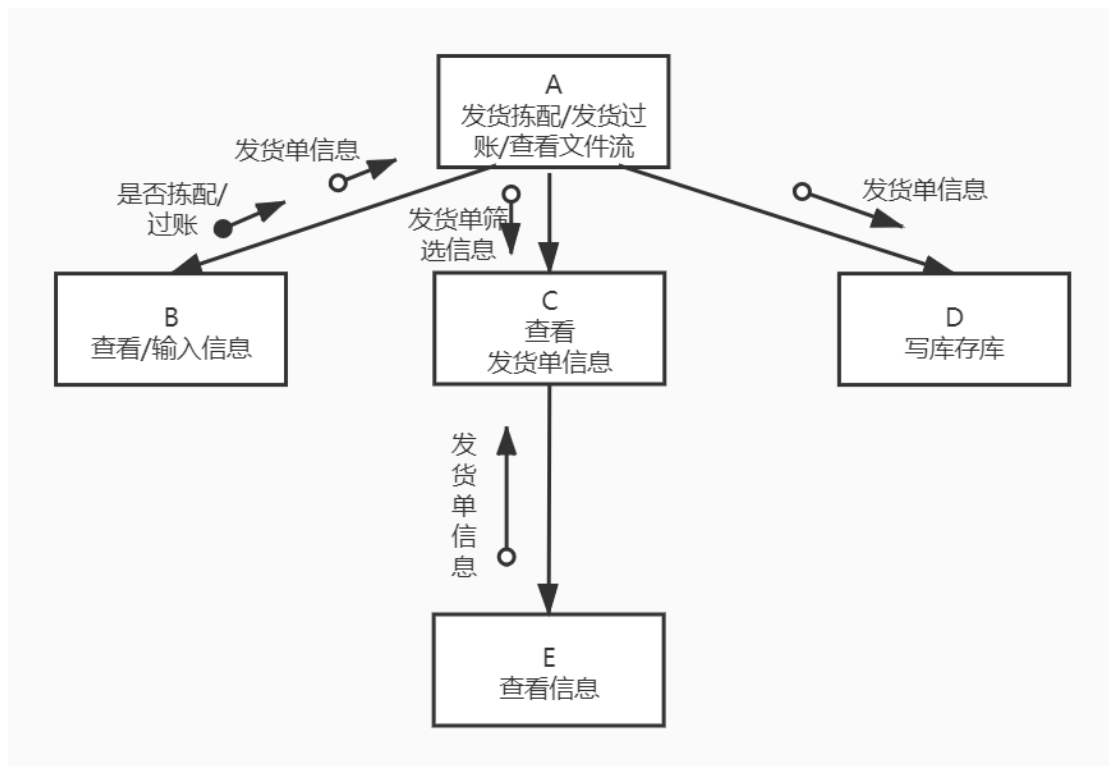 A
发货拣配/发货过
账/查看文件流
发货单信息
是否拣配/
过账
发货单筛
选信息
发货单信息
B
查看/输入信息
C
查看
发货单信息
D
写库存库
发
货
单
信
息
E
查看信息